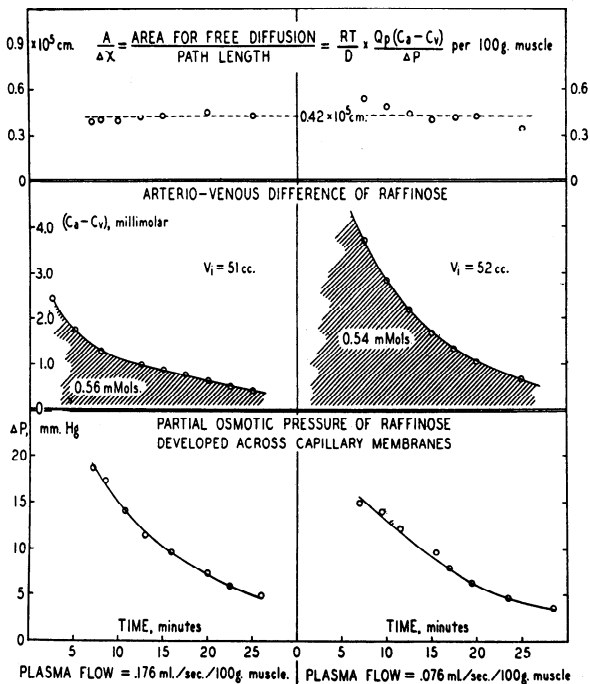 0.9 ×10⁵ cm. A/ΔX = AREA FOR FREE DIFFUSION/PATH LENGTH = RT/D × Qp(Ca-Cv)/ΔP per 100g. muscle
0.6 0.6
0.42 × 10⁵ cm.
0.3 0.3
0 0
ARTERIO-VENOUS DIFFERENCE OF RAFFINOSE
4.0 (Ca-Cv), millimolar
3.0 Vi = 51 cc. Vi = 52 cc.
2.0
0.54 mMols
1.0
0.56 mMols
0
ΔP, mm. Hg PARTIAL OSMOTIC PRESSURE OF RAFFINOSE
DEVELOPED ACROSS CAPILLARY MEMBRANES
20
15
10
5
0 TIME, minutes TIME, minutes
5 10 15 20 25 0 5 10 15 20 25
PLASMA FLOW = .176 ml./sec./100g. muscle. PLASMA FLOW = .076 ml./sec./100g. muscle